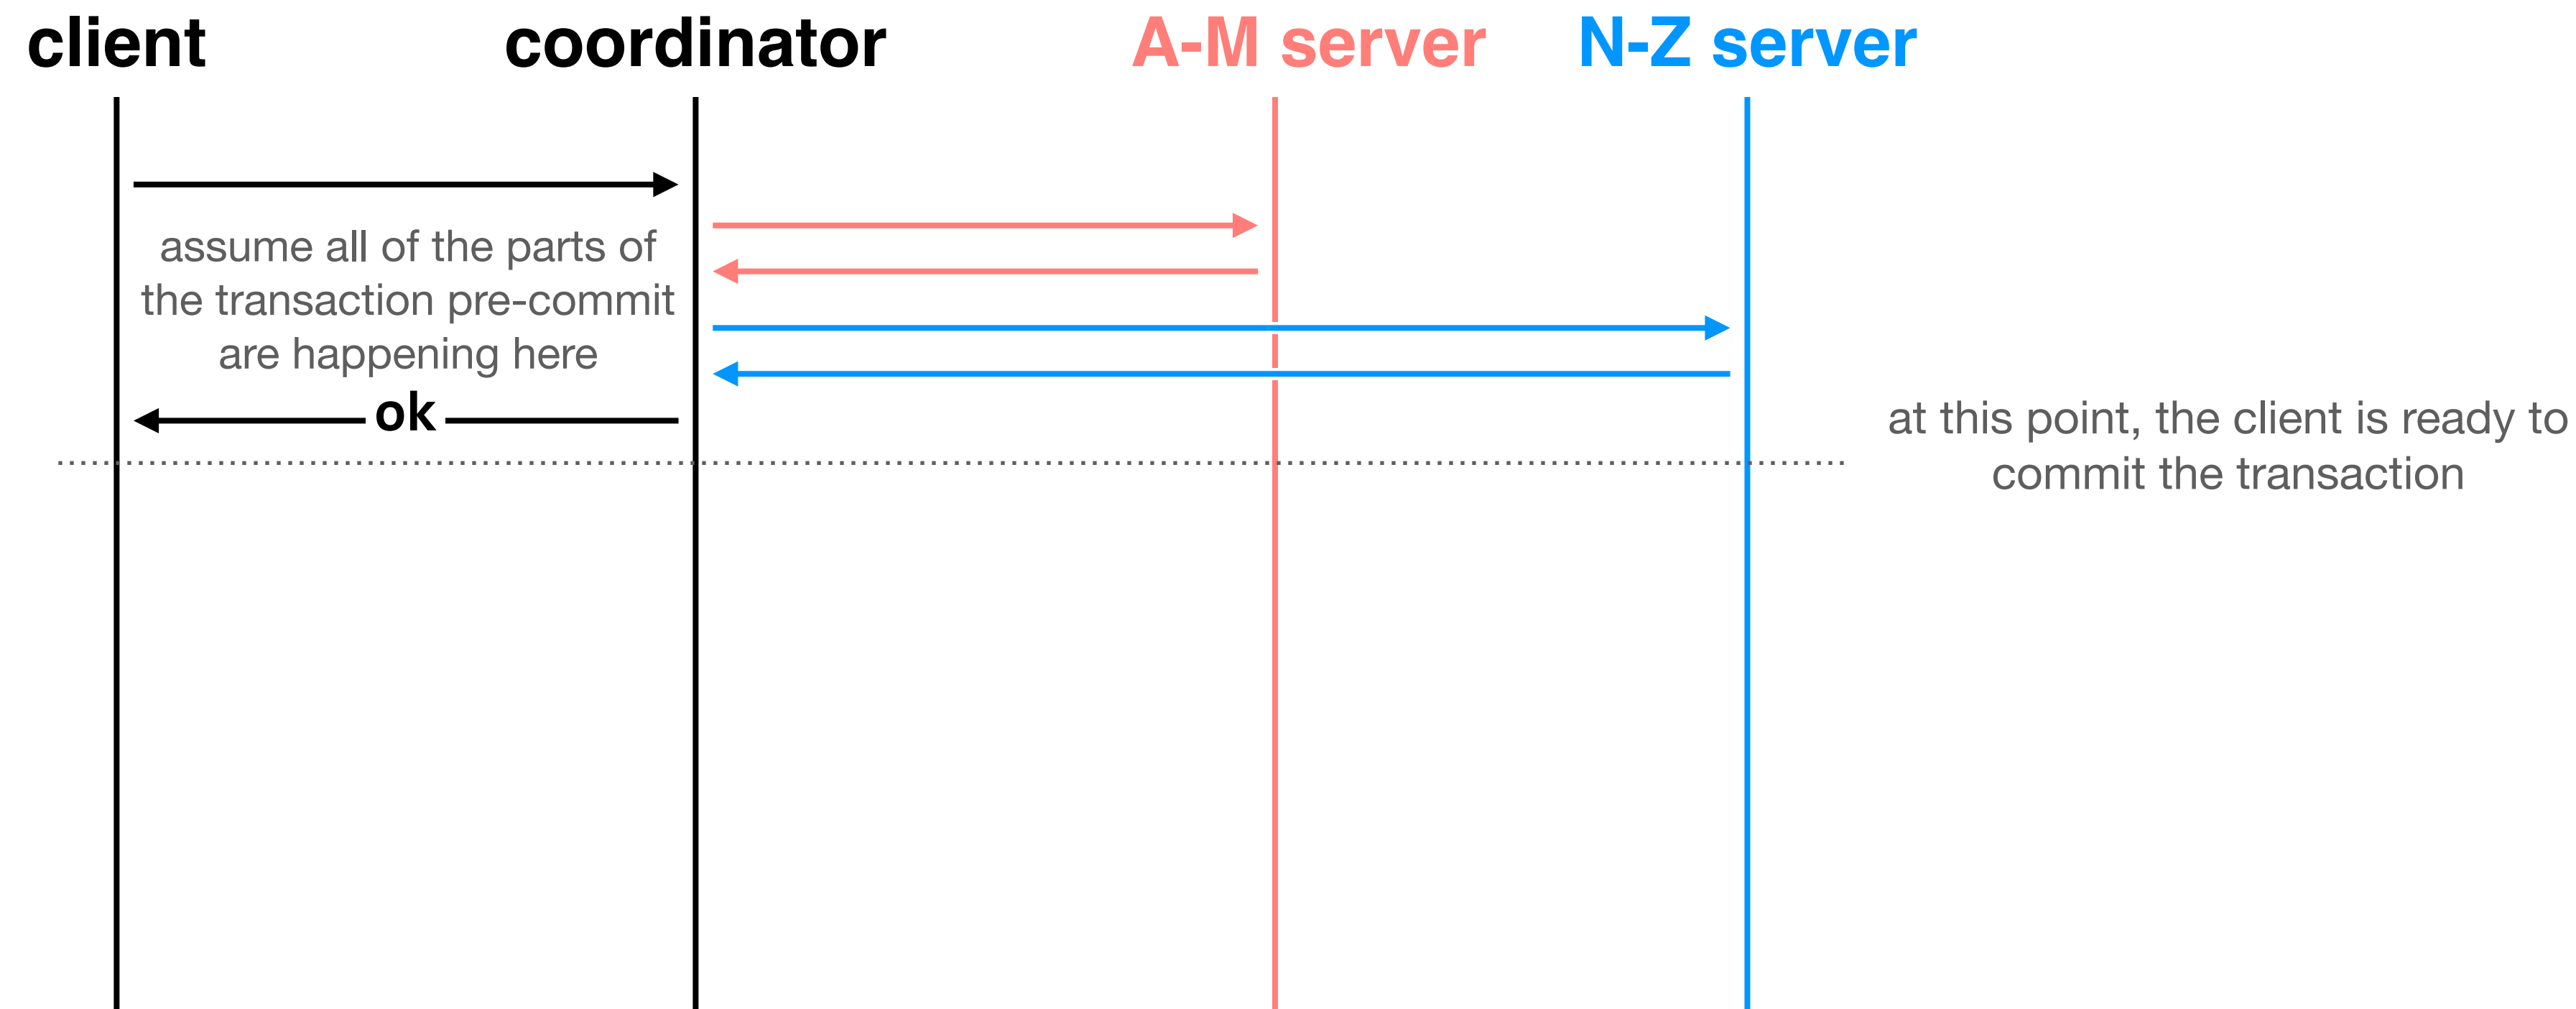 client
coordinator
A-M server
N-Z server
assume all of the parts of
the transaction pre-commit
are happening here
ok
at this point, the client is ready to
commit the transaction